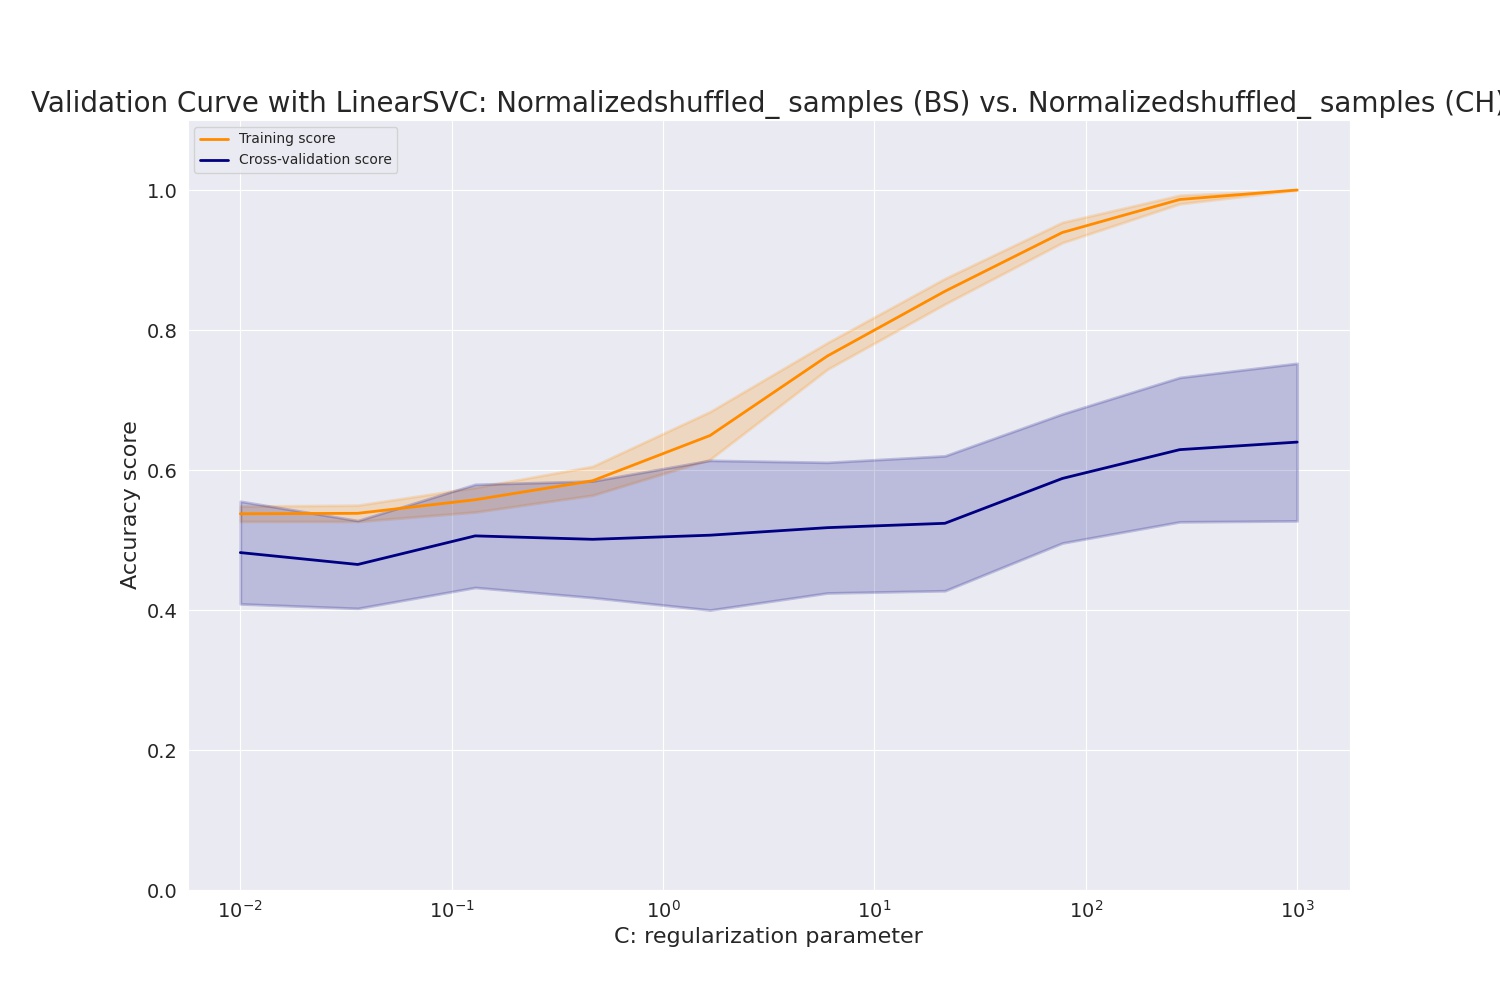 Validation Curve with LinearSVC: Normalizedshuffled_ samples (BS) vs. Normalizedshuffled_ samples (CH)
Training score
Cross-validation score
1.0
0.8
0.6
0.4
0.2
0.0
Accuracy score
10⁻² 10⁻¹ 10⁰ 10¹ 10² 10³
C: regularization parameter